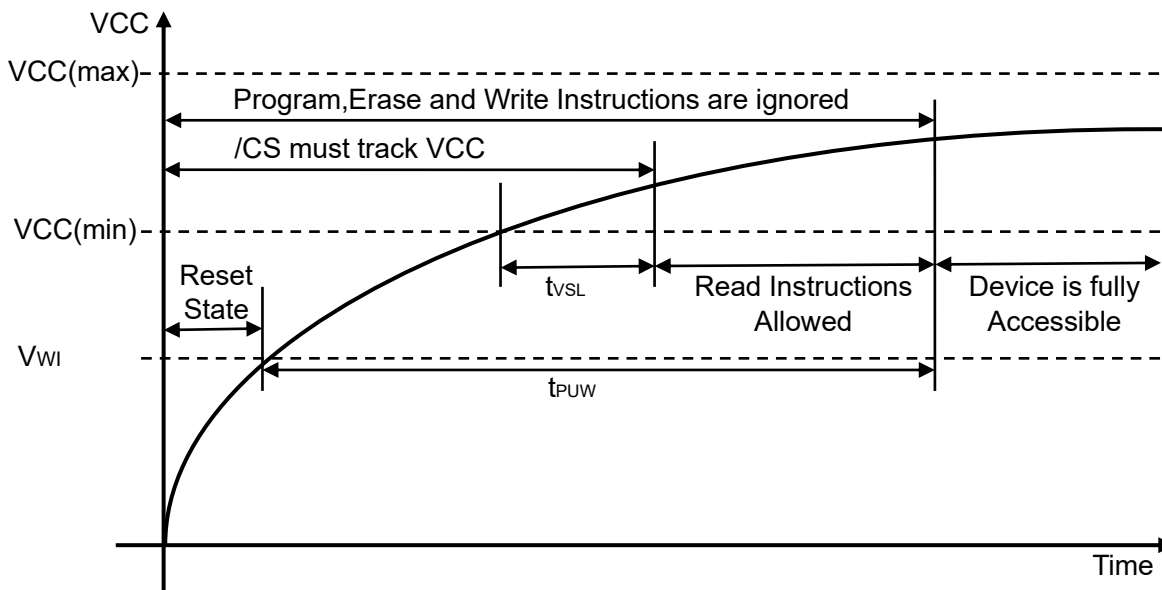 VCC
VCC(max)
Program,Erase and Write Instructions are ignored
/CS must track VCC
VCC(min)
Reset
State
tVSL
Read Instructions
Allowed
Device is fully
Accessible
VWI
tPUW
Time